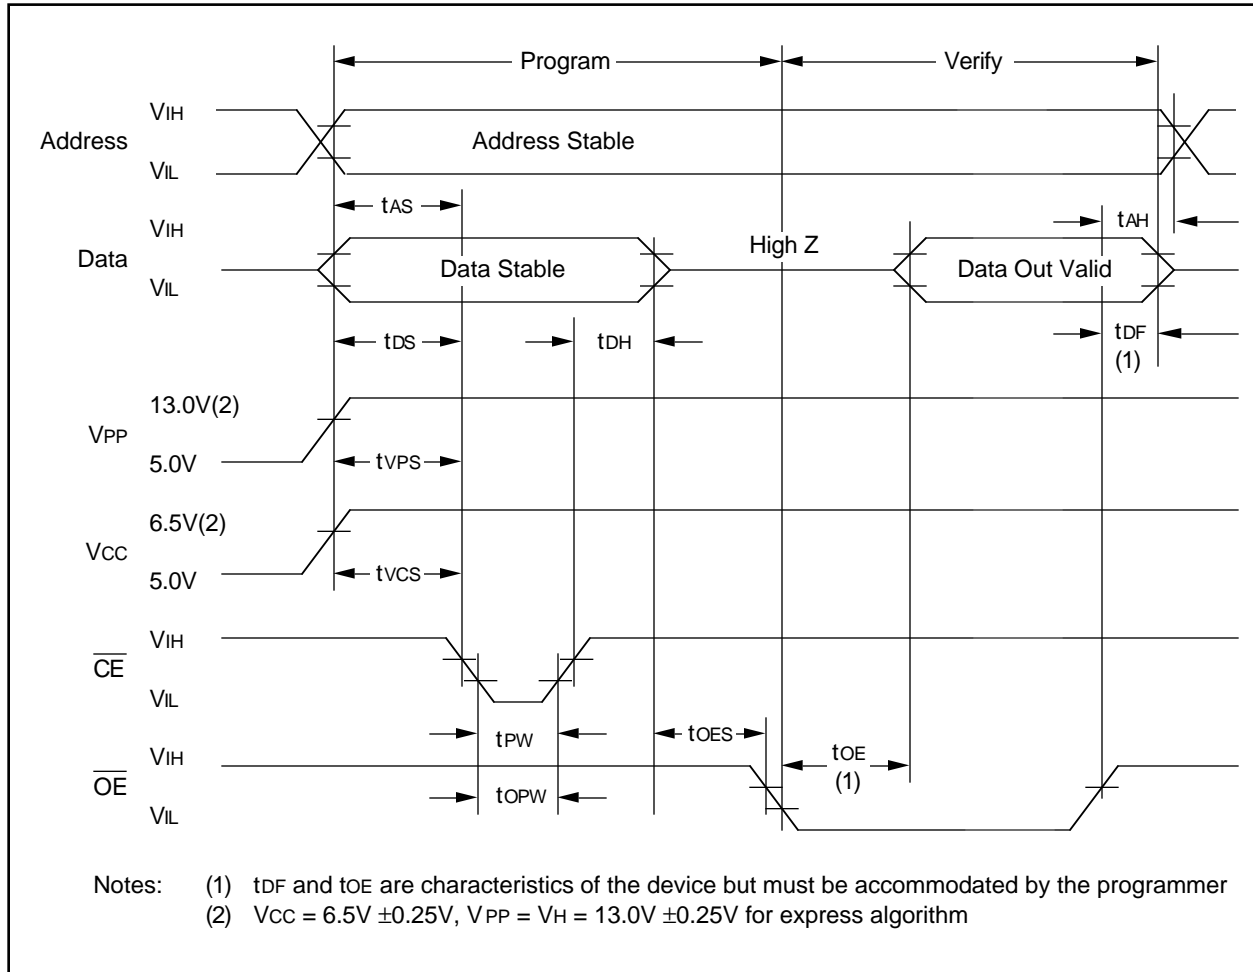 Program
Verify
Address
VIH
VIL
Address Stable
tAS
tAH
Data
VIH
VIL
Data Stable
High Z
Data Out Valid
tDS
tDH
tDF
(1)
VPP
13.0V(2)
5.0V
tVPS
VCC
6.5V(2)
5.0V
tVCS
CE
VIH
VIL
tPW
tOES
OE
VIH
VIL
tOPW
tOE
(1)
Notes: (1) tDF and tOE are characteristics of the device but must be accommodated by the programmer
(2) VCC = 6.5V ±0.25V, VPP = VH = 13.0V ±0.25V for express algorithm